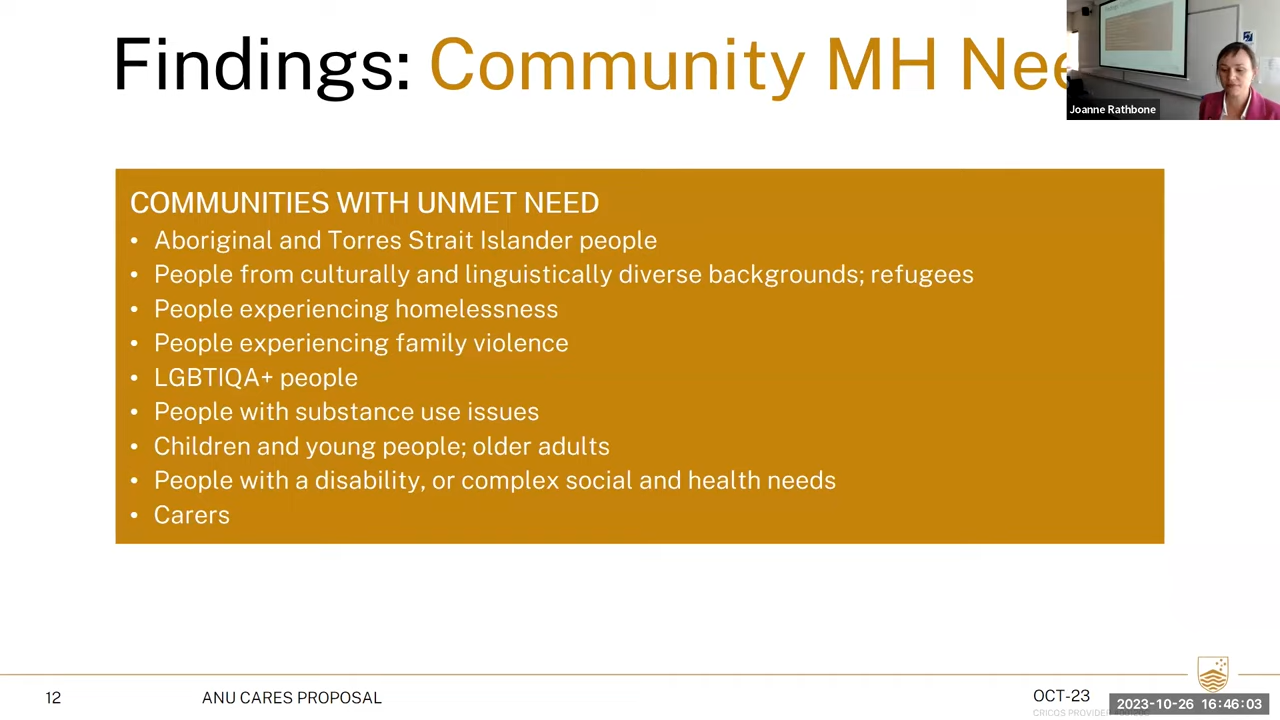 Findings: Community MH Nee
Joanne Rathbone
COMMUNITIES WITH UNMET NEED
• Aboriginal and Torres Strait Islander people
• People from culturally and linguistically diverse backgrounds; refugees
• People experiencing homelessness
• People experiencing family violence
• LGBTIQA+ people
• People with substance use issues
• Children and young people; older adults
• People with a disability, or complex social and health needs
• Carers
12
ANU CARES PROPOSAL
OCT-23
CRICOS PROVIDER
2023-10-26 16:46:03